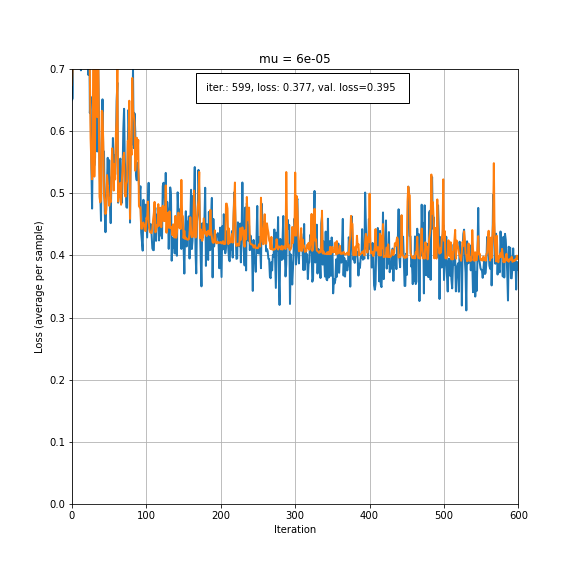 mu = 6e-05
iter.: 599, loss: 0.377, val. loss=0.395
0.7
0.6
0.5
0.4
0.3
0.2
0.1
0.0
Loss (average per sample)
0 100 200 300 400 500 600
Iteration